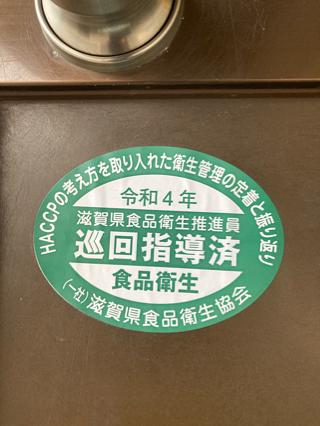 HACCPの考え方を取り入れた衛生管理の定着と振り返り
令和4年
滋賀県食品衛生推進員
巡回指導済
食品衛生
(一社)滋賀県食品衛生協会